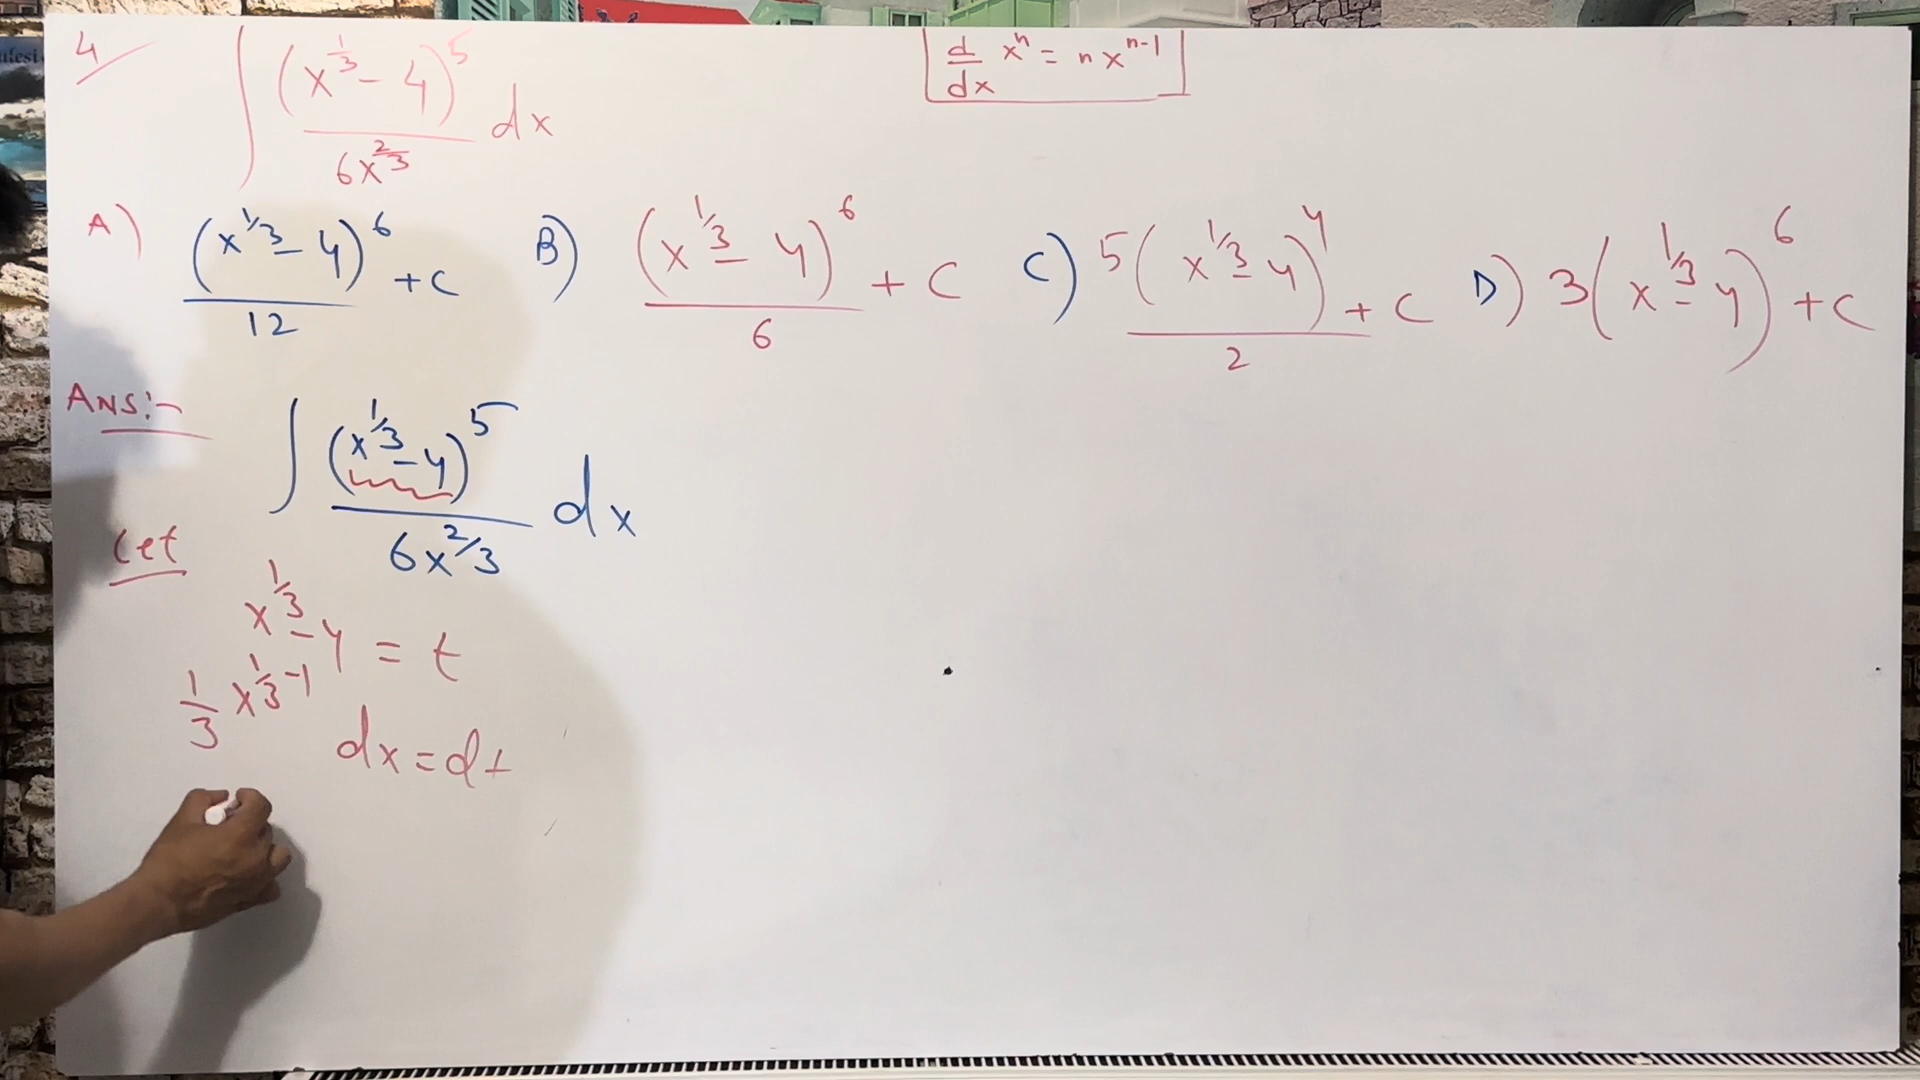 4
∫ (x^{1/3} - 4)^5 / 6x^{2/3} dx
d/dx x^n = n x^{n-1}
A) (x^{1/3} - 4)^6 / 12 + C B) (x^{1/3} - 4)^6 / 6 + C C) 5(x^{1/3} - 4)^4 / 2 + C D) 3(x^{1/3} - 4)^6 + C
ANS:-
∫ (x^{1/3} - 4)^5 / 6x^{2/3} dx
Let
x^{1/3} - 4 = t
1/3 x^{1/3 - 1} dx = dt